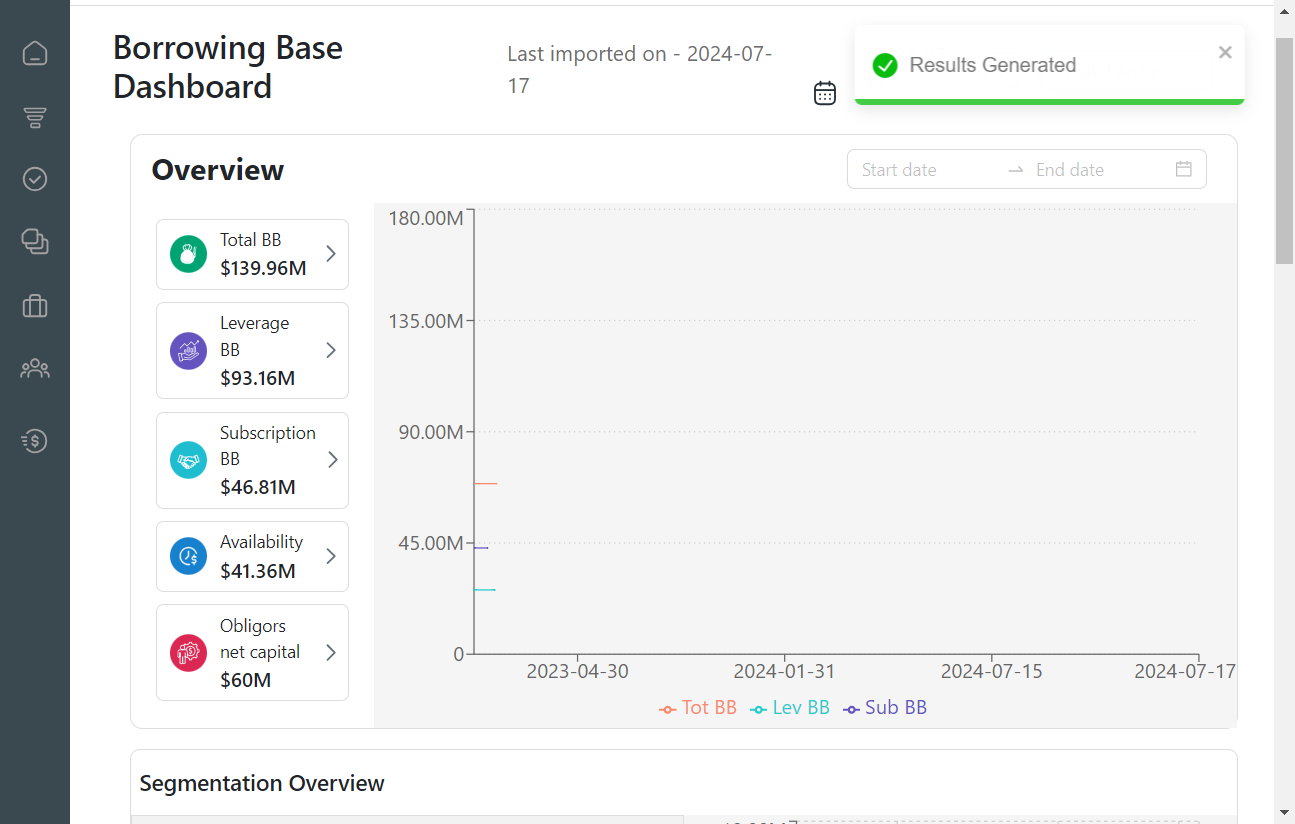 Borrowing Base
Dashboard
Last imported on - 2024-07-
17
Results Generated
Overview
Start date
End date
Total BB
$139.96M
Leverage
BB
$93.16M
Subscription
BB
$46.81M
Availability
$41.36M
Obligors
net capital
$60M
180.00M
135.00M
90.00M
45.00M
0
2023-04-30
2024-01-31
2024-07-15
2024-07-17
Tot BB
Lev BB
Sub BB
Segmentation Overview